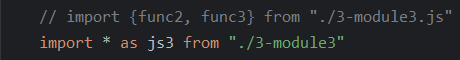 // import {func2, func3} from "./3-module3.js"
import * as js3 from "./3-module3"